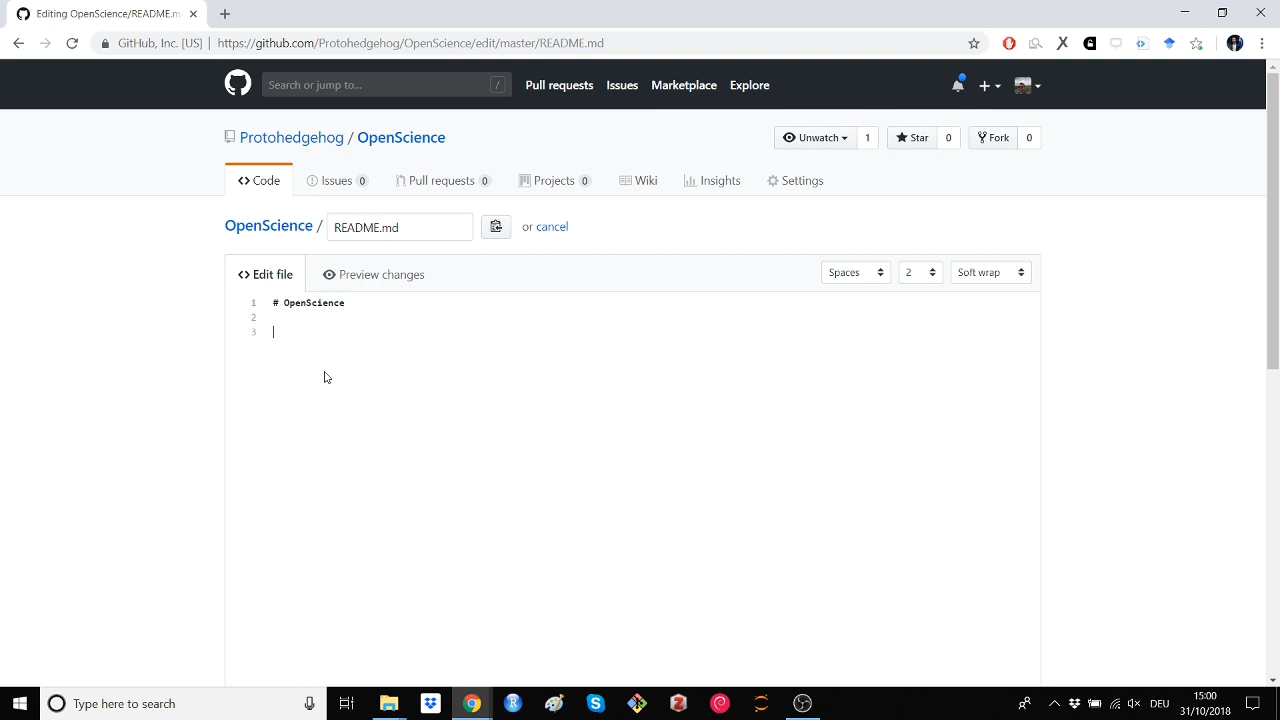 Editing OpenScience/README.m
GitHub, Inc. [US] | https://github.com/Protohedgehog/OpenScience/edit/master/README.md
Search or jump to... /
Pull requests Issues Marketplace Explore
Protohedgehog / OpenScience
Unwatch 1 Star 0 Fork 0
<> Code Issues 0 Pull requests 0 Projects 0 Wiki Insights Settings
OpenScience / README.md or cancel
<> Edit file Preview changes Spaces 2 Soft wrap
1 # OpenScience
2
3
Type here to search
DEU
15:00
31/10/2018